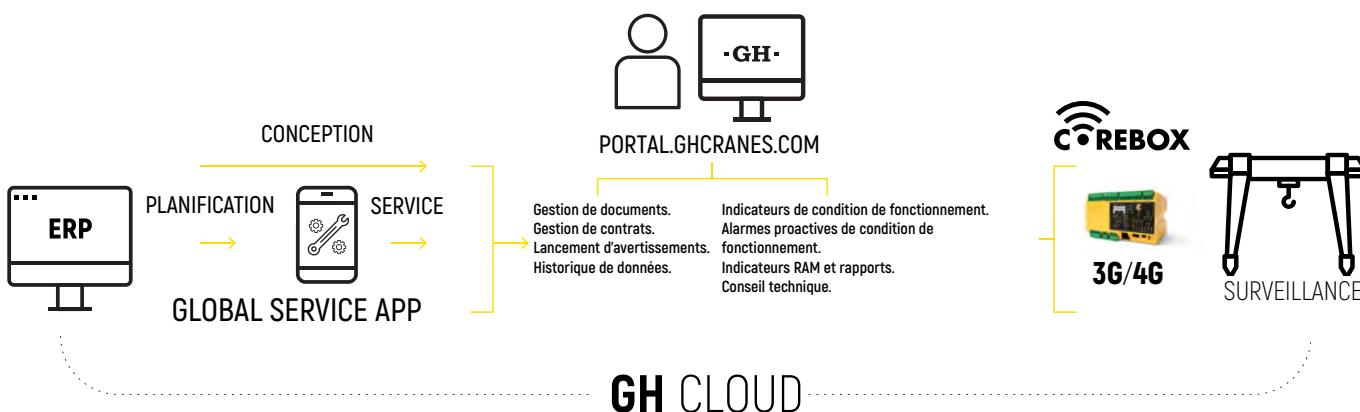 ·GH·
PORTAL.GHCRANES.COM
CONCEPTION
ERP
PLANIFICATION
SERVICE
GLOBAL SERVICE APP
Gestion de documents.
Gestion de contrats.
Lancement d'avertissements.
Historique de données.
Indicateurs de condition de fonctionnement.
Alarmes proactives de condition de
fonctionnement.
Indicateurs RAM et rapports.
Conseil technique.
COREBOX
3G/4G
SURVEILLANCE
GH CLOUD